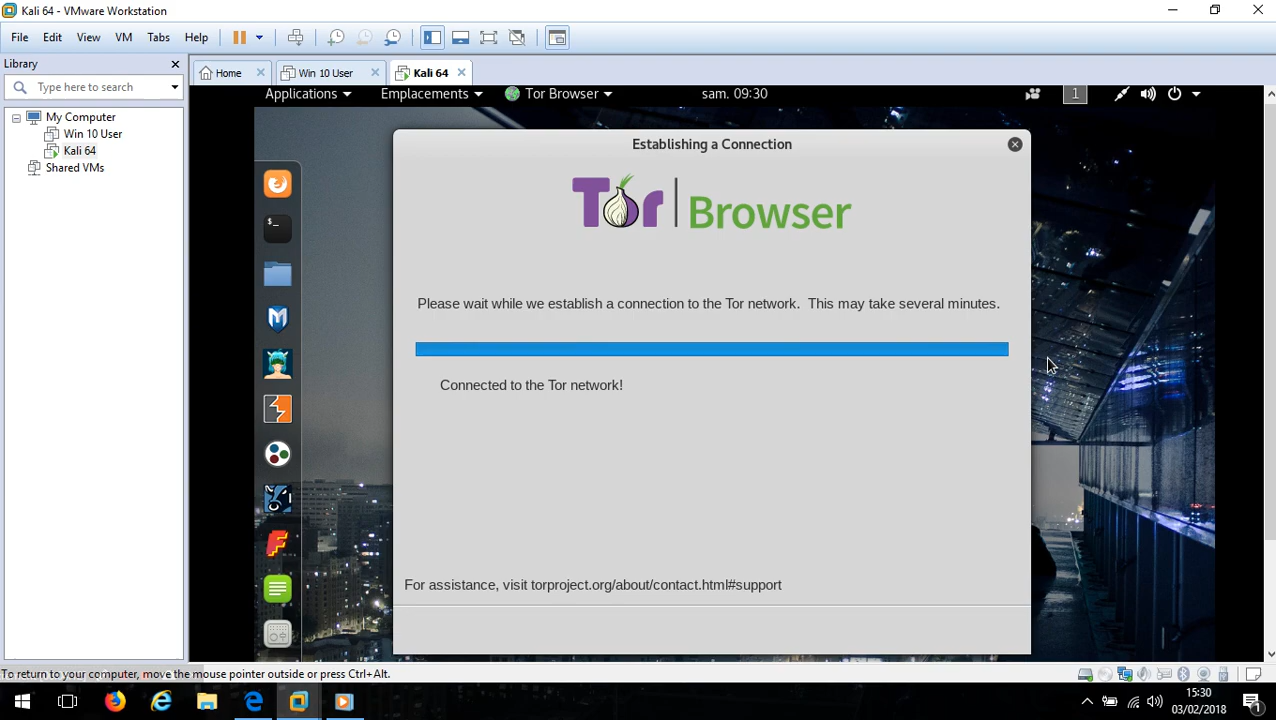 Kali 64 - VMware Workstation
File Edit View VM Tabs Help
Library
Type here to search
My Computer
Win 10 User
Kali 64
Shared VMs
Home
Win 10 User
Kali 64
Applications
Emplacements
Tor Browser
sam. 09:30
1
Establishing a Connection
Tor Browser
Please wait while we establish a connection to the Tor network. This may take several minutes.
Connected to the Tor network!
For assistance, visit torproject.org/about/contact.html#support
To return to your computer, move the mouse pointer outside or press Ctrl+Alt.
15:30
03/02/2018
1